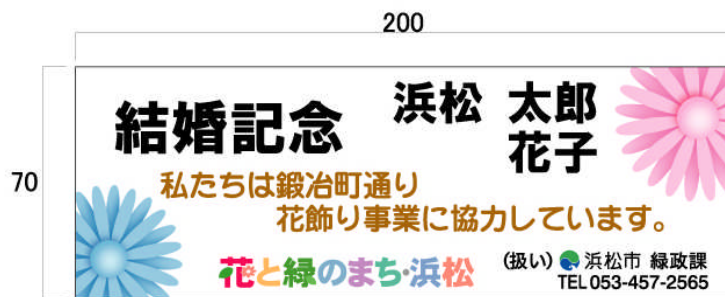 200
70
結婚記念 浜松 太郎
花子
私たちは鍛冶町通り
花飾り事業に協力しています。
花と緑のまち・浜松
(扱い) 浜松市 緑政課
TEL 053-457-2565